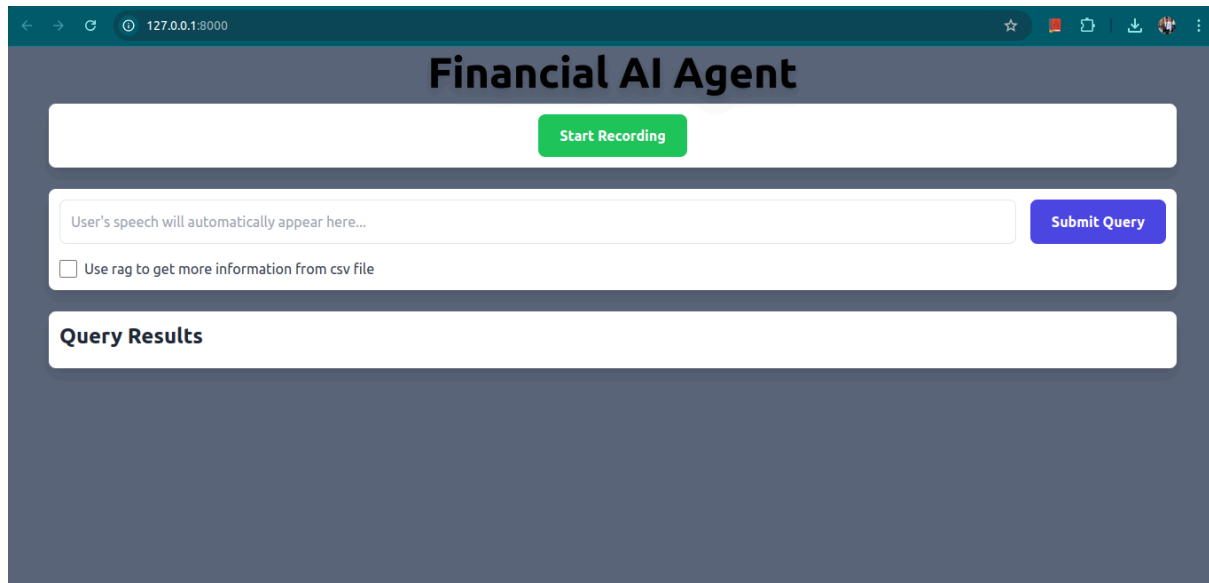 127.0.0.1:8000
Financial AI Agent
Start Recording
User's speech will automatically appear here...
Submit Query
Use rag to get more information from csv file
Query Results